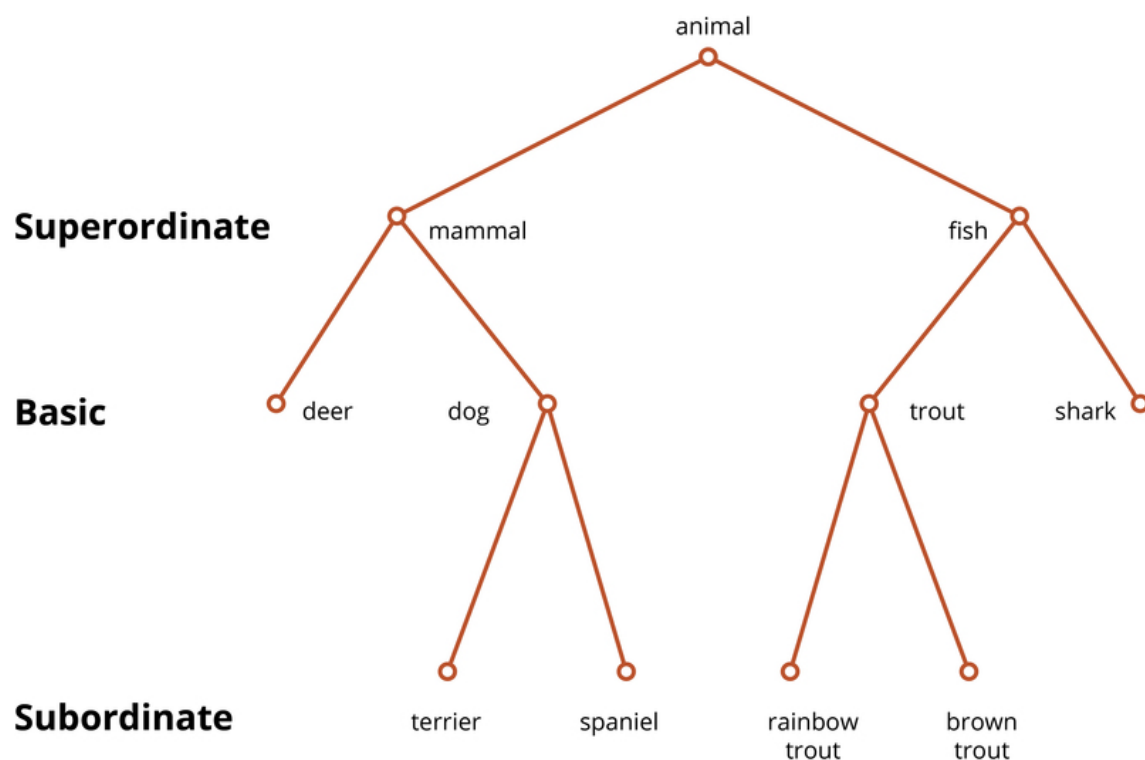 animal
Superordinate
mammal
fish
Basic
deer
dog
trout
shark
Subordinate
terrier
spaniel
rainbow
trout
brown
trout